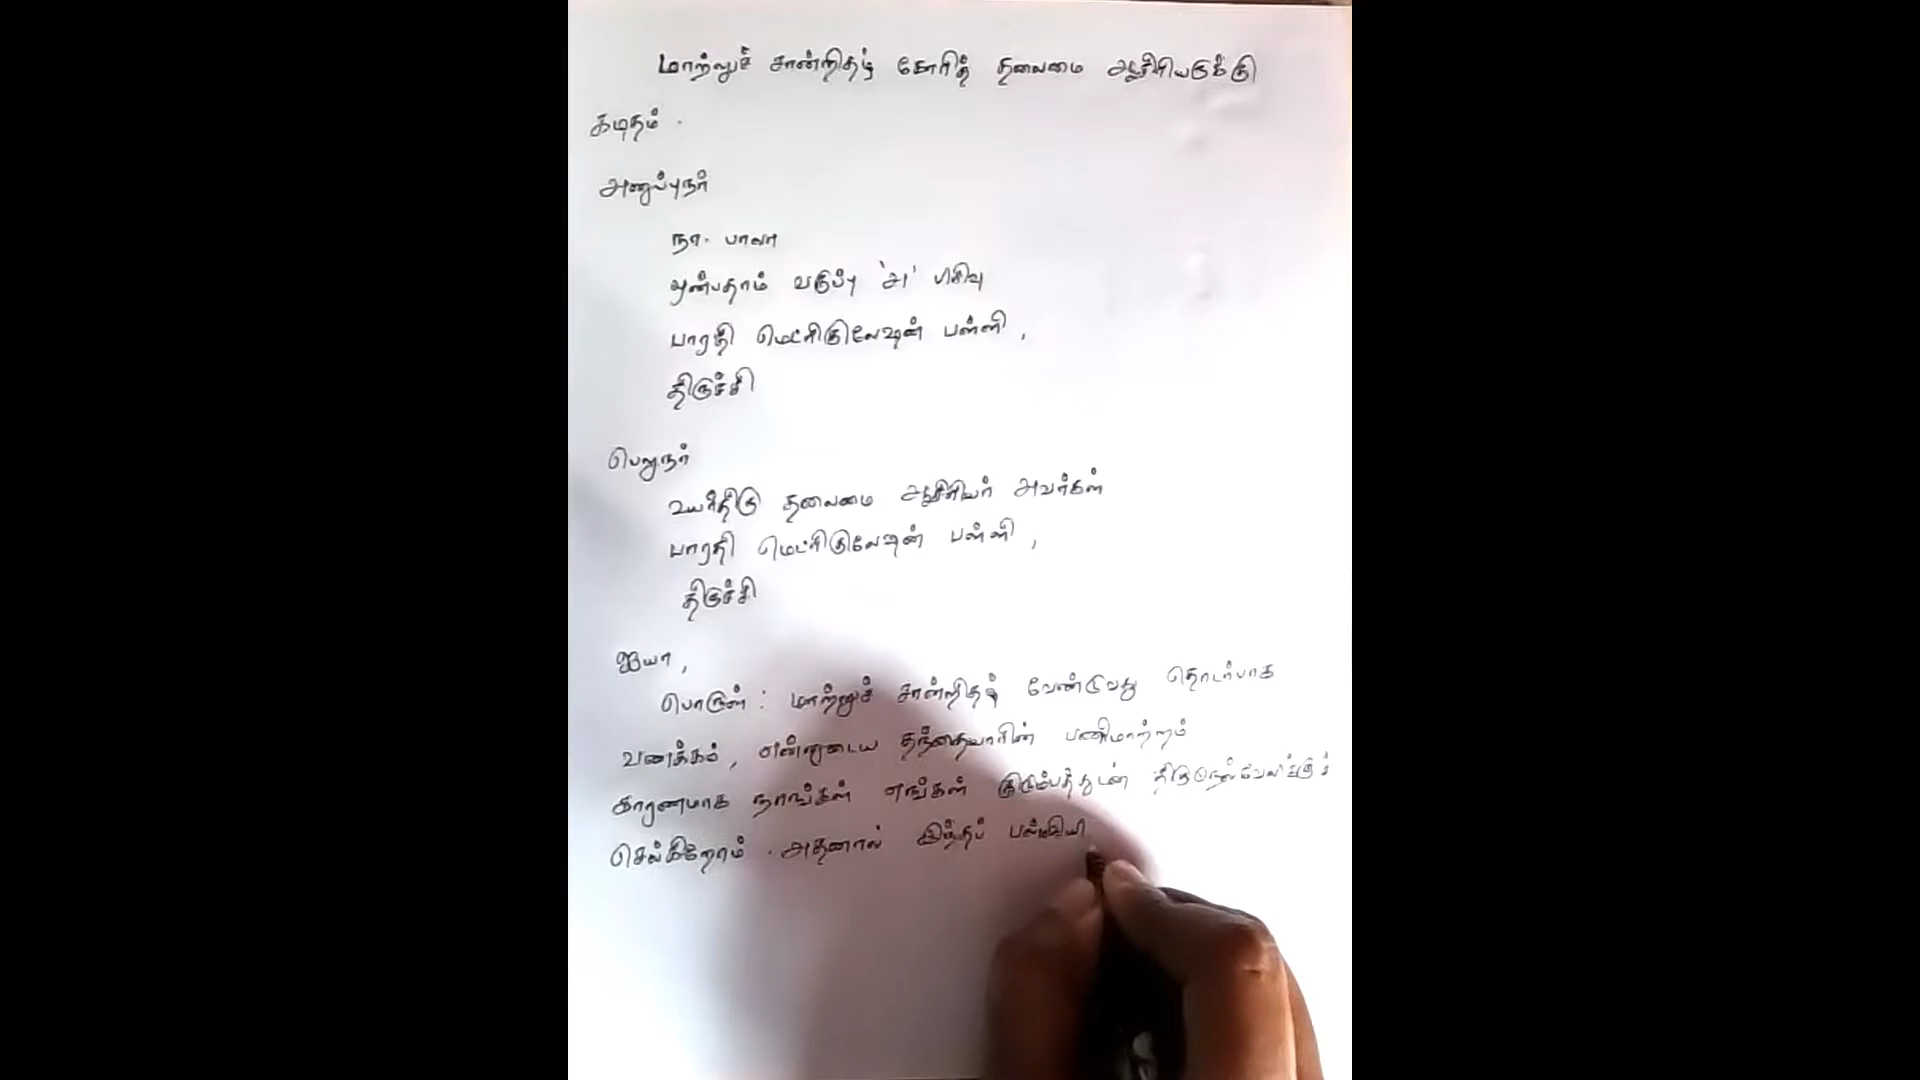 மாற்றுச் சான்றிதழ் கோரித் தலைமை ஆசிரியருக்கு
கடிதம் .
அனுப்புநர்
நா. பாலா
ஒன்பதாம் வகுப்பு 'அ' பிரிவு
பாரதி மெட்ரிகுலேஷன் பள்ளி ,
திருச்சி
பெறுநர்
உயர்திரு தலைமை ஆசிரியர் அவர்கள்
பாரதி மெட்ரிகுலேஷன் பள்ளி ,
திருச்சி
ஐயா ,
பொருள் : மாற்றுச் சான்றிதழ் வேண்டுவது தொடர்பாக
வணக்கம் , என்னுடைய தந்தையாரின் பணிமாற்றம்
காரணமாக நாங்கள் எங்கள் குடும்பத்துடன் திருநெல்வேலிக்குச்
செல்கிறோம் . அதனால் இந்தப் பள்ளியி